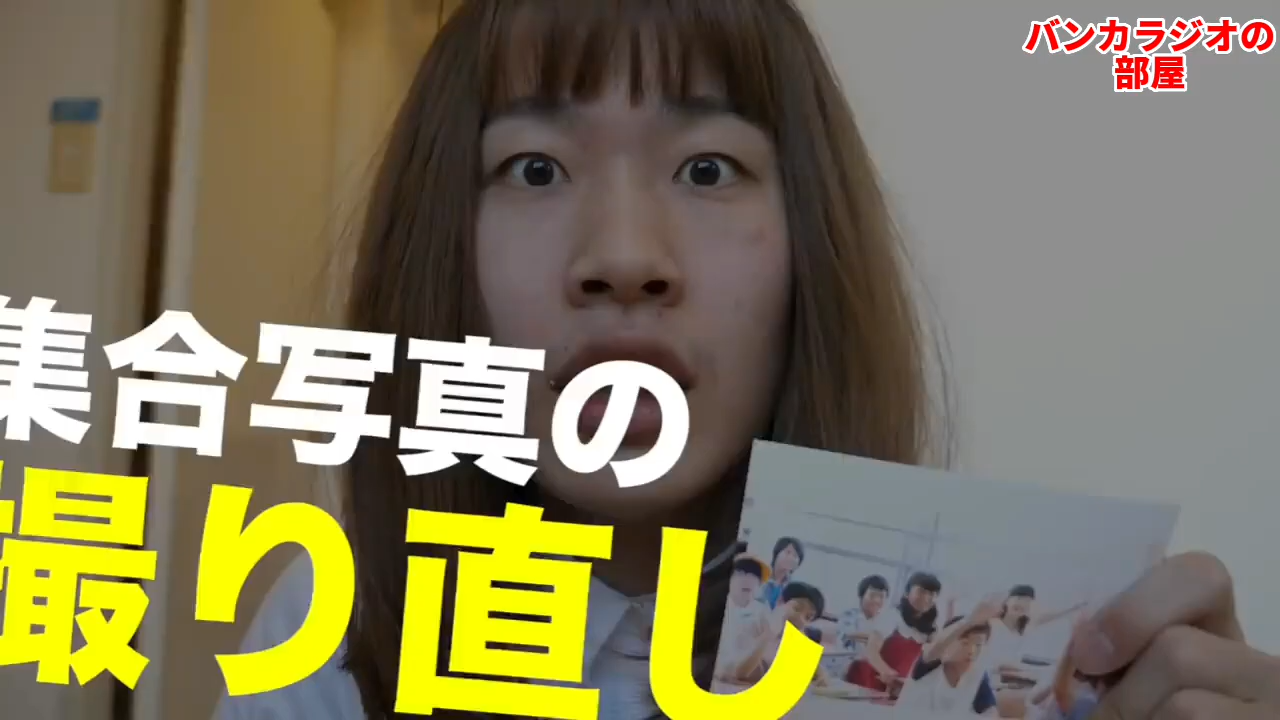 バンカラジオの
部屋
集合写真の
撮り直し